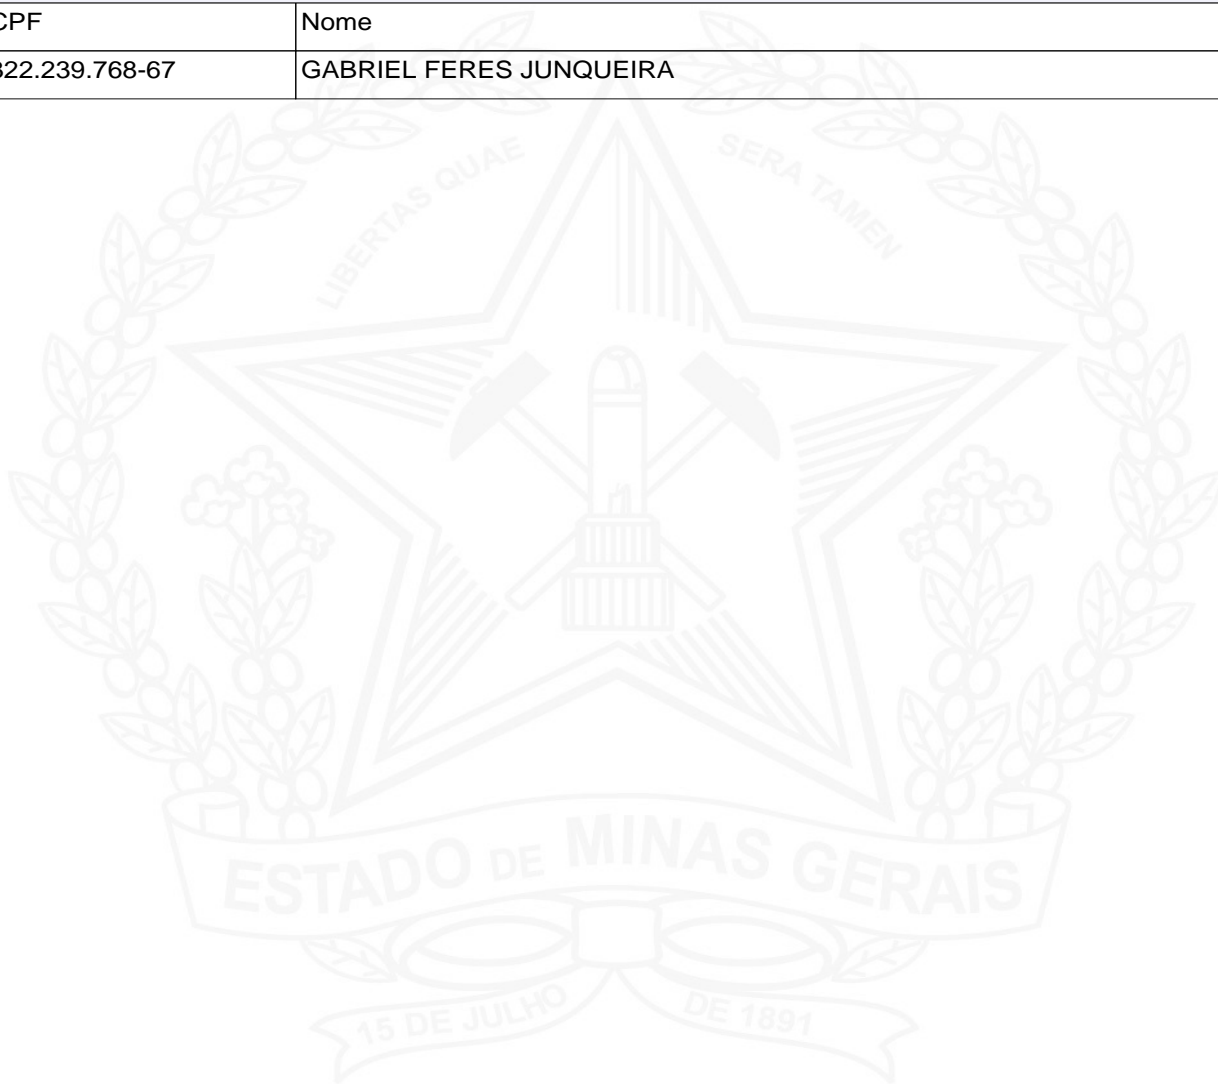 CPF Nome
322.239.768-67 GABRIEL FERES JUNQUEIRA
LIBERTAS QUAE SERA TAMEN
ESTADO DE MINAS GERAIS
15 DE JULHO DE 1891